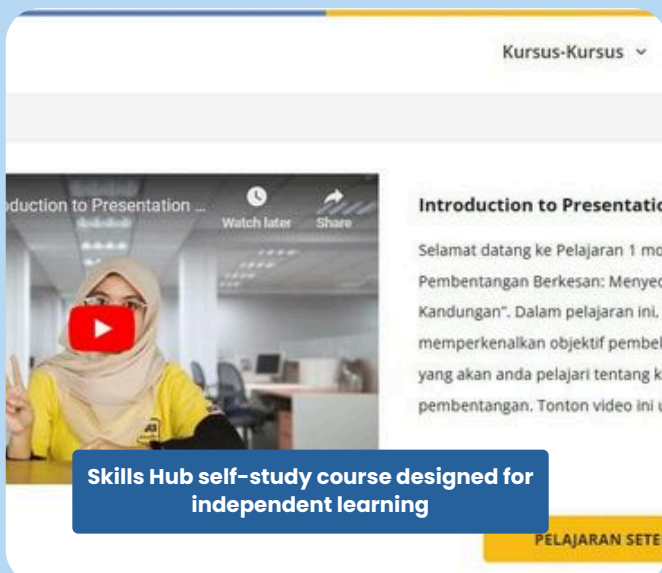 Kursus-Kursus
duction to Presentation ...
Watch later
Share
Introduction to Presentatio
Selamat datang ke Pelajaran 1 mo
Pembentangan Berkesan: Menyed
Kandungan". Dalam pelajaran ini,
memperkenalkan objektif pembel
yang akan anda pelajari tentang k
pembentangan. Tonton video ini u
Skills Hub self-study course designed for
independent learning
PELAJARAN SETE